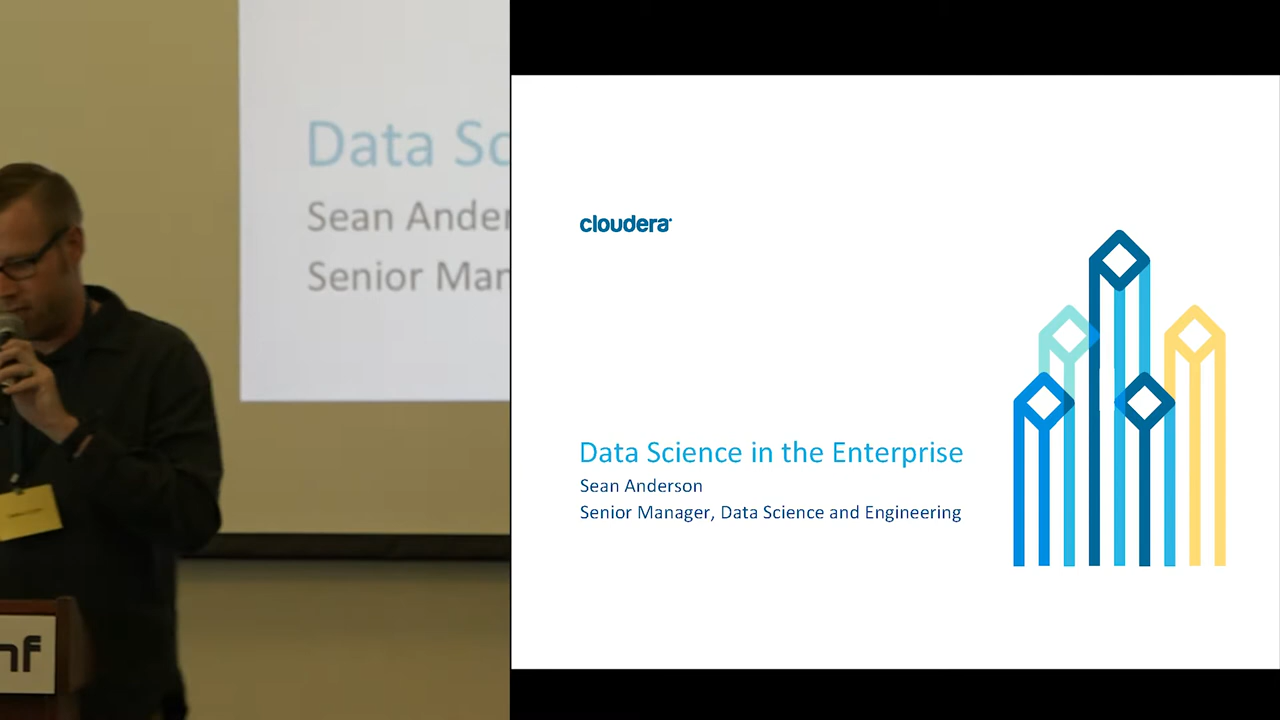 Data Sc
Sean Ander
Senior Man
nf
cloudera
Data Science in the Enterprise
Sean Anderson
Senior Manager, Data Science and Engineering